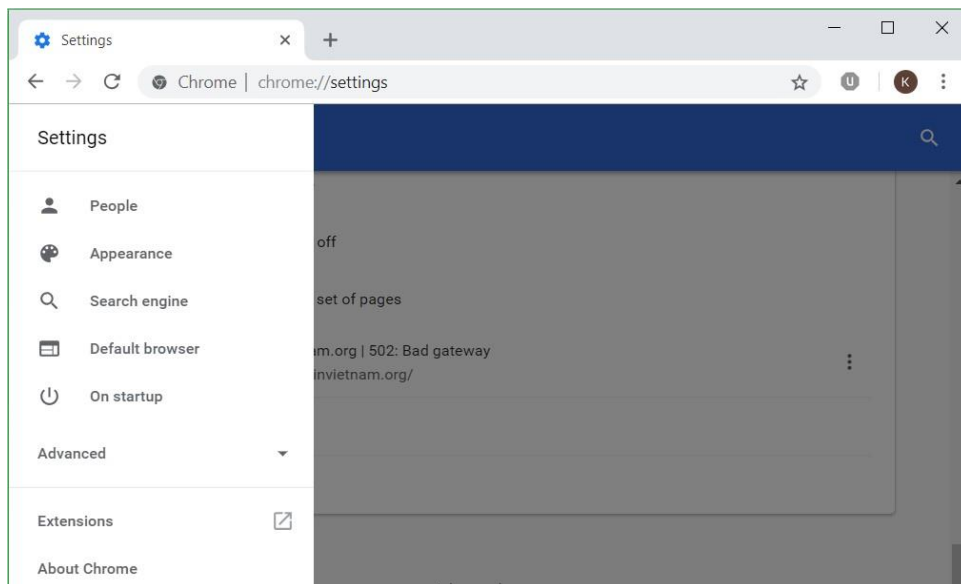 Settings
Chrome | chrome://settings
K
Settings
People
Appearance
off
Search engine
set of pages
Default browser
am.org | 502: Bad gateway
invietnam.org/
On startup
Advanced
Extensions
About Chrome